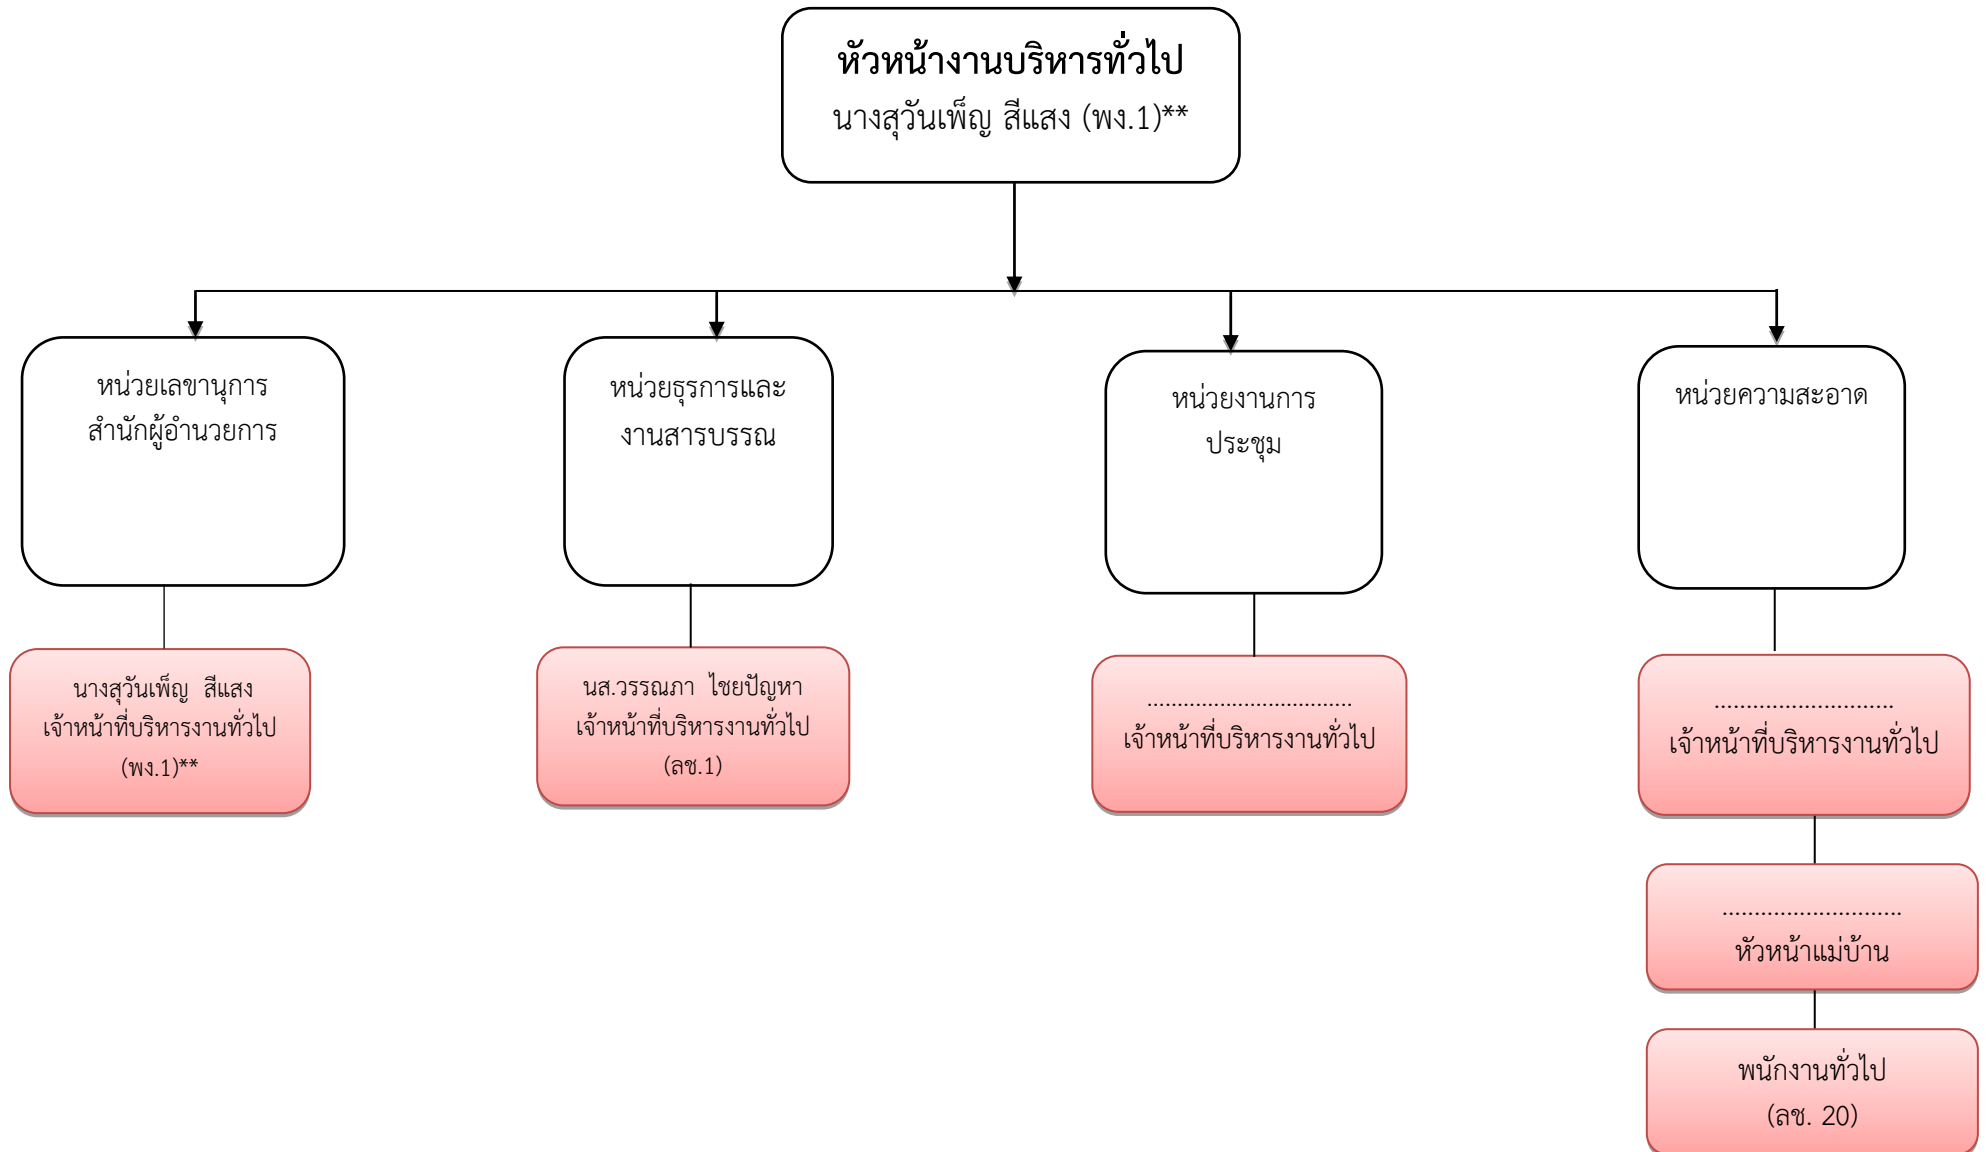 หัวหน้างานบริหารทั่วไป
นางสุวันเพ็ญ สีแสง (พง.1)**
หน่วยเลขานุการ
สำนักผู้อำนวยการ
หน่วยธุรการและ
งานสารบรรณ
หน่วยงานการ
ประชุม
หน่วยความสะอาด
นางสุวันเพ็ญ  สีแสง
เจ้าหน้าที่บริหารงานทั่วไป
(พง.1)**
นส.วรรณภา  ไชยปัญหา
เจ้าหน้าที่บริหารงานทั่วไป
(ลช.1)
..................................
เจ้าหน้าที่บริหารงานทั่วไป
...........................
เจ้าหน้าที่บริหารงานทั่วไป
...........................
หัวหน้าแม่บ้าน
พนักงานทั่วไป
(ลช. 20)